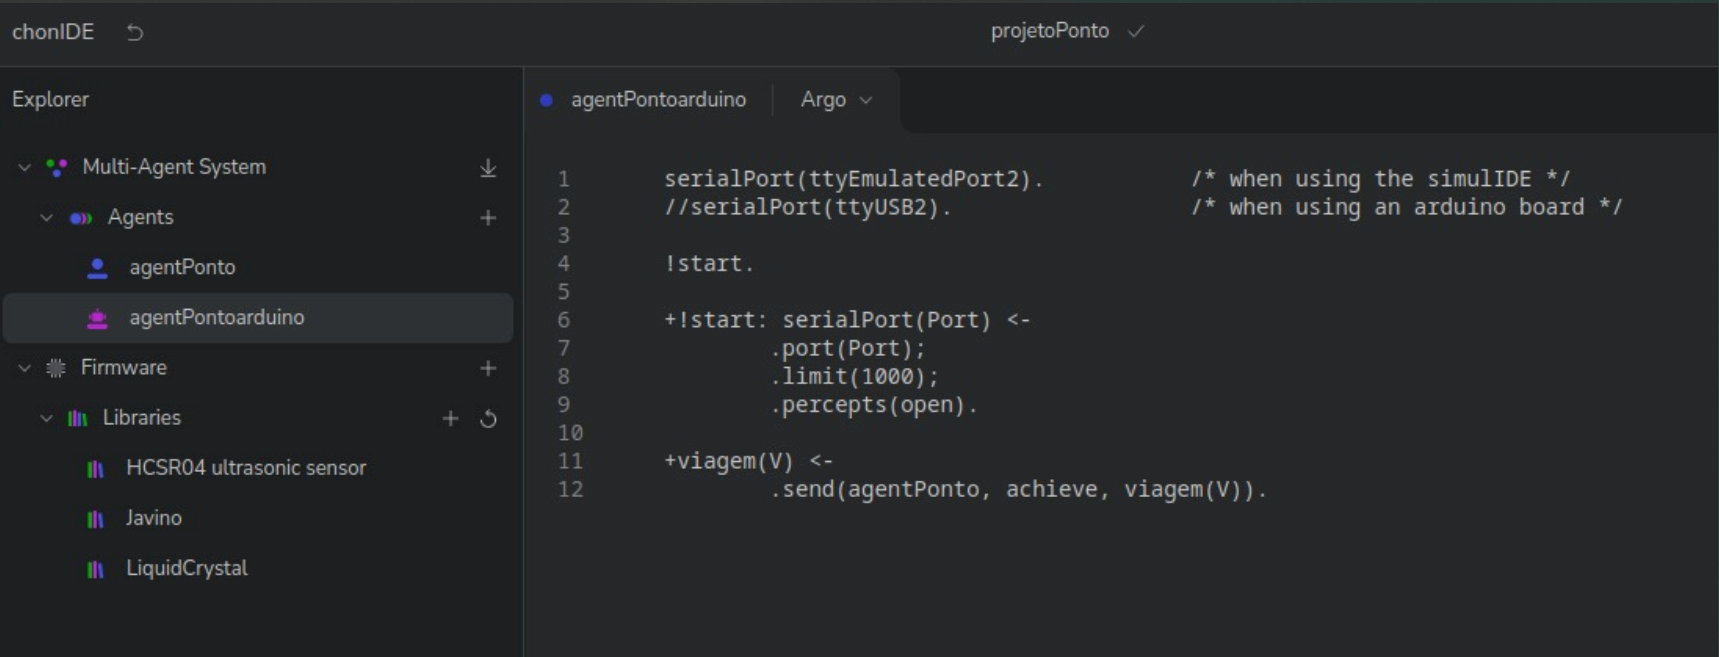 chonIDE
projetoPonto
Explorer
agentPontoarduino
Argo
Multi-Agent System
Agents
agentPonto
agentPontoarduino
Firmware
Libraries
HCSR04 ultrasonic sensor
Javino
LiquidCrystal
1 serialPort(ttyEmulatedPort2). /* when using the simulIDE */
2 //serialPort(ttyUSB2). /* when using an arduino board */
3
4 !start.
5
6 +!start: serialPort(Port) <-
7 .port(Port);
8 .limit(1000);
9 .percepts(open).
10
11 +viagem(V) <-
12 .send(agentPonto, achieve, viagem(V)).